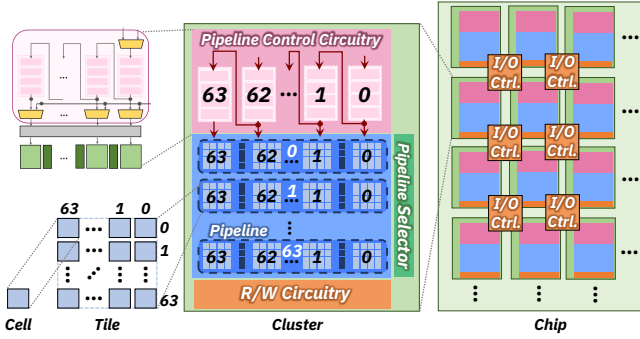 Pipeline Control Circuitry
63 62 ... 1 0
63 62 0 ... 1 0
63 62 1 ... 1 0
Pipeline
63 62 63 ... 1 0
Pipeline Selector
R/W Circuitry
Cluster
63 1 0
0
1
63
Cell
Tile
I/O Ctrl.
I/O Ctrl.
I/O Ctrl.
I/O Ctrl.
I/O Ctrl.
I/O Ctrl.
Chip